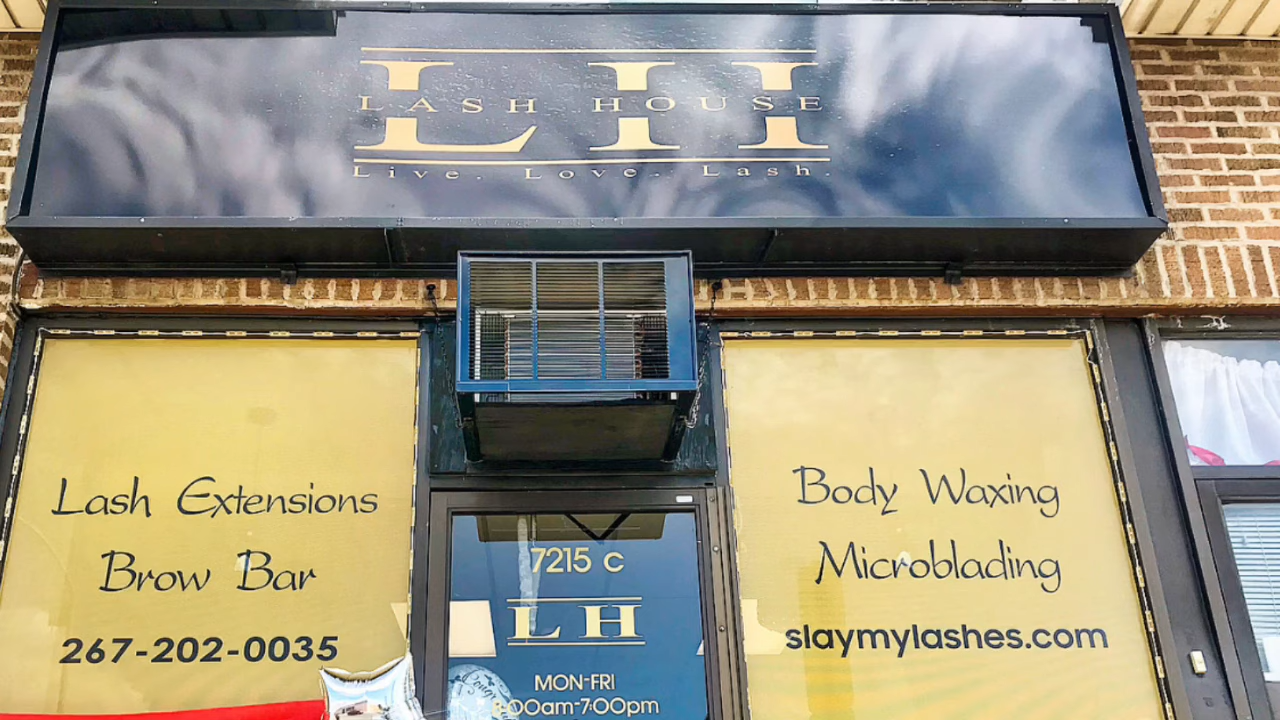 LH
LASH HOUSE
Live. Love. Lash.
Lash Extensions
Brow Bar
267-202-0035
7215 C
LH
MON-FRI
Body Waxing
Microblading
slaymylashes.com